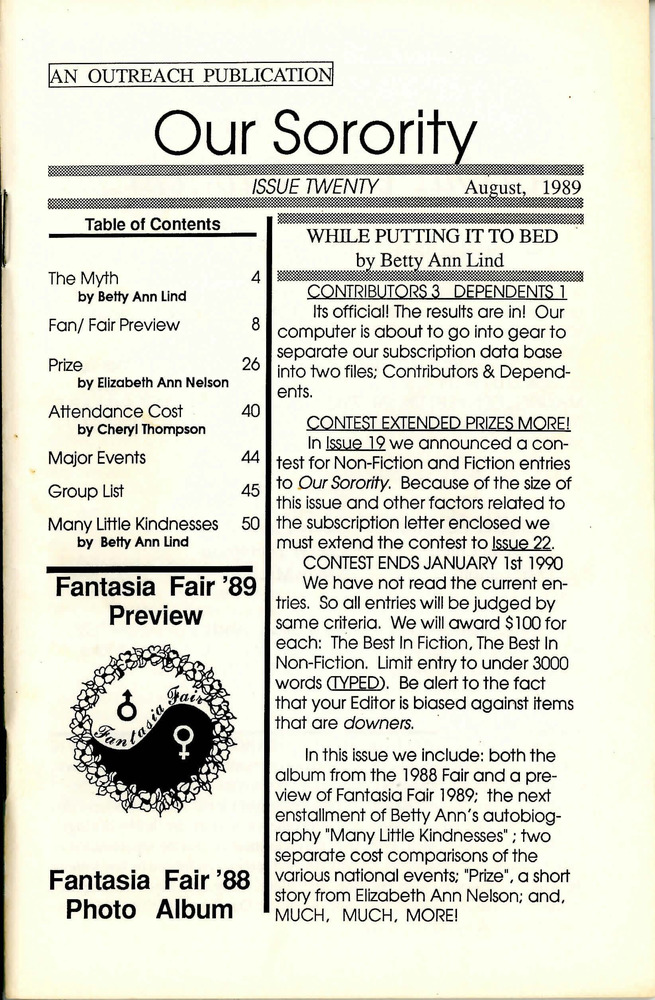 AN OUTREACH PUBLICATION
Our Sorority
ISSUE TWENTY August, 1989
Table of Contents
The Myth 4
by Betty Ann Lind
Fan/ Fair Preview 8
Prize 26
by Elizabeth Ann Nelson
Attendance Cost 40
by Cheryl Thompson
Major Events 44
Group List 45
Many Little Kindnesses 50
by Betty Ann Lind
Fantasia Fair '89
Preview
Fantasia Fair
Fantasia Fair '88
Photo Album
WHILE PUTTING IT TO BED
by Betty Ann Lind
CONTRIBUTORS 3 DEPENDENTS 1
Its official! The results are in! Our
computer is about to go into gear to
separate our subscription data base
into two files; Contributors & Depend-
ents.
CONTEST EXTENDED PRIZES MORE!
In Issue 19 we announced a con-
test for Non-Fiction and Fiction entries
to Our Sorority. Because of the size of
this issue and other factors related to
the subscription letter enclosed we
must extend the contest to Issue 22.
CONTEST ENDS JANUARY 1st 1990
We have not read the current en-
tries. So all entries will be judged by
same criteria. We will award $100 for
each: The Best In Fiction, The Best In
Non-Fiction. Limit entry to under 3000
words (TYPED). Be alert to the fact
that your Editor is biased against items
that are downers.
In this issue we include: both the
album from the 1988 Fair and a pre-
view of Fantasia Fair 1989; the next
enstallment of Betty Ann's autobiog-
raphy "Many Little Kindnesses" ; two
separate cost comparisons of the
various national events; "Prize", a short
story from Elizabeth Ann Nelson; and,
MUCH, MUCH, MORE!